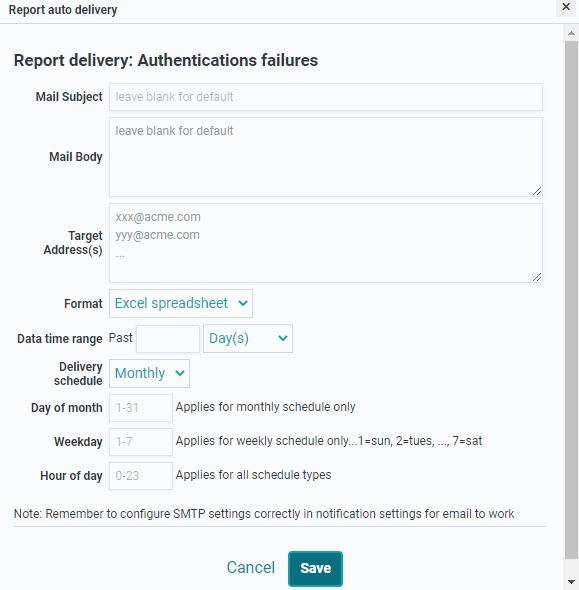 Report auto delivery
Report delivery: Authentications failures
Mail Subject leave blank for default
Mail Body leave blank for default
Target Address(s)
xxx@acme.com
yyy@acme.com
...
Format Excel spreadsheet
Data time range Past Day(s)
Delivery schedule Monthly
Day of month 1-31 Applies for monthly schedule only
Weekday 1-7 Applies for weekly schedule only...1=sun, 2=tues, ..., 7=sat
Hour of day 0-23 Applies for all schedule types
Note: Remember to configure SMTP settings correctly in notification settings for email to work
Cancel Save